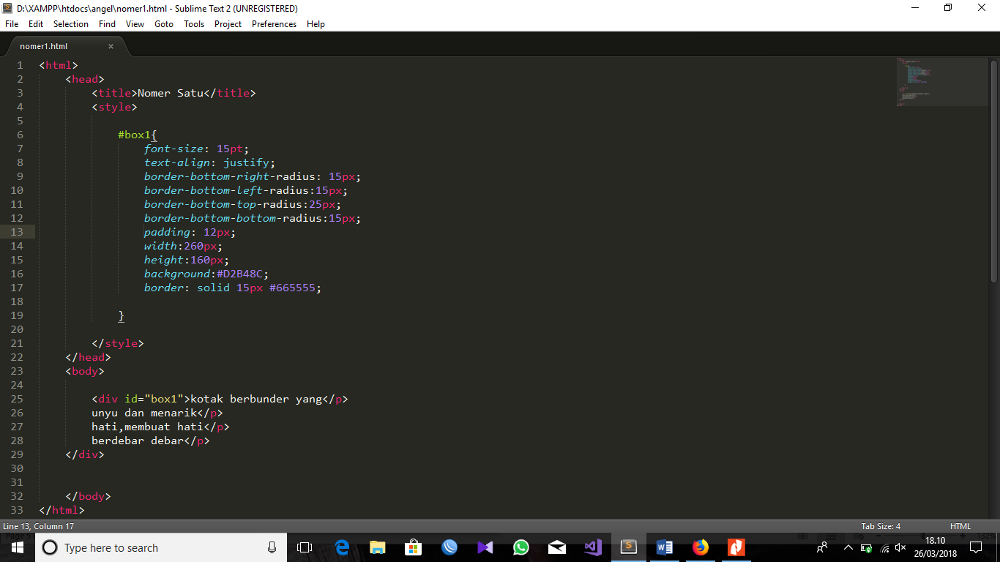 D:\XAMPP\htdocs\angel\nomer1.html - Sublime Text 2 (UNREGISTERED)
File Edit Selection Find View Goto Tools Project Preferences Help
nomer1.html ×
1 <html>
2 <head>
3 <title>Nomer Satu</title>
4 <style>
5
6 #box1{
7 font-size: 15pt;
8 text-align: justify;
9 border-bottom-right-radius: 15px;
10 border-bottom-left-radius:15px;
11 border-bottom-top-radius:25px;
12 border-bottom-bottom-radius:15px;
13 padding: 12px;
14 width:260px;
15 height:160px;
16 background:#D2B48C;
17 border: solid 15px #665555;
18
19 }
20
21 </style>
22 </head>
23 <body>
24
25 <div id="box1">kotak berbunder yang</p>
26 unyu dan menarik</p>
27 hati,membuat hati</p>
28 berdebar debar</p>
29 </div>
30
31
32 </body>
33 </html>
Line 13, Column 17 Tab Size: 4 HTML
Type here to search
18.10
26/03/2018